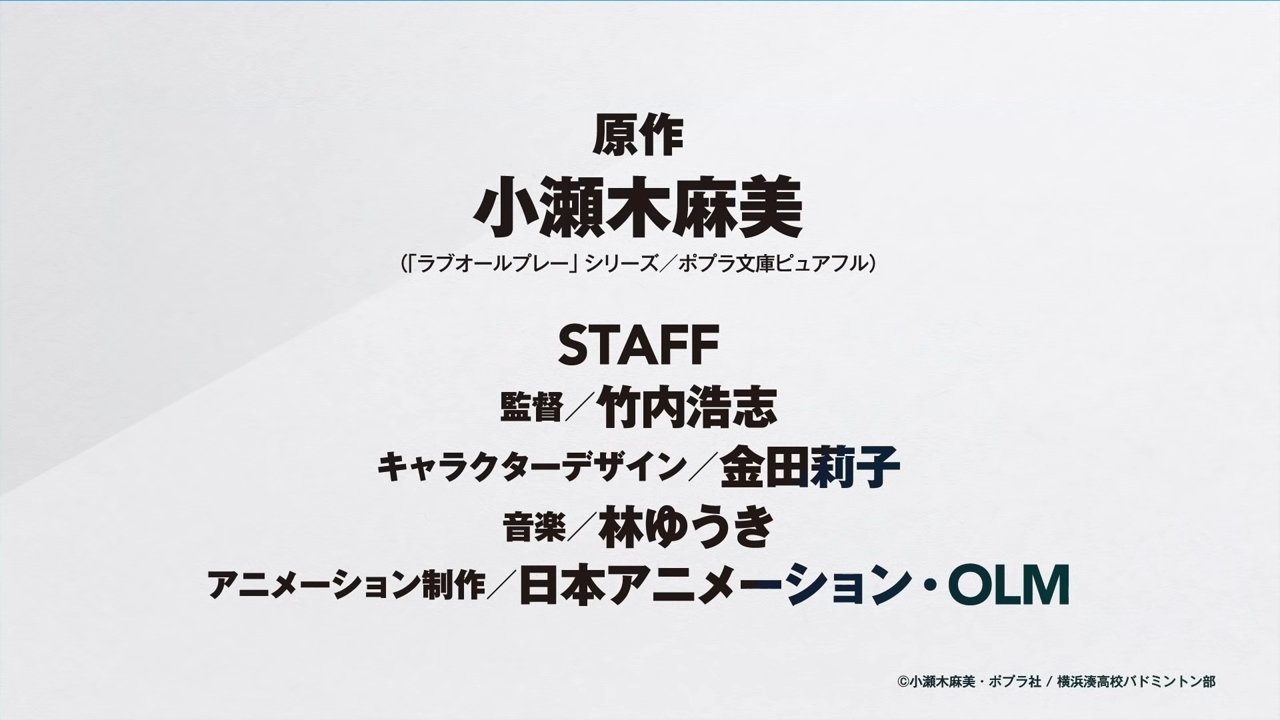 原作
小瀬木麻美
(「ラブオールプレー」シリーズ／ポプラ文庫ピュアフル)
STAFF
監督／竹内浩志
キャラクターデザイン／金田莉子
音楽／林ゆうき
アニメーション制作／日本アニメーション・OLM
©小瀬木麻美・ポプラ社 / 横浜湊高校バドミントン部